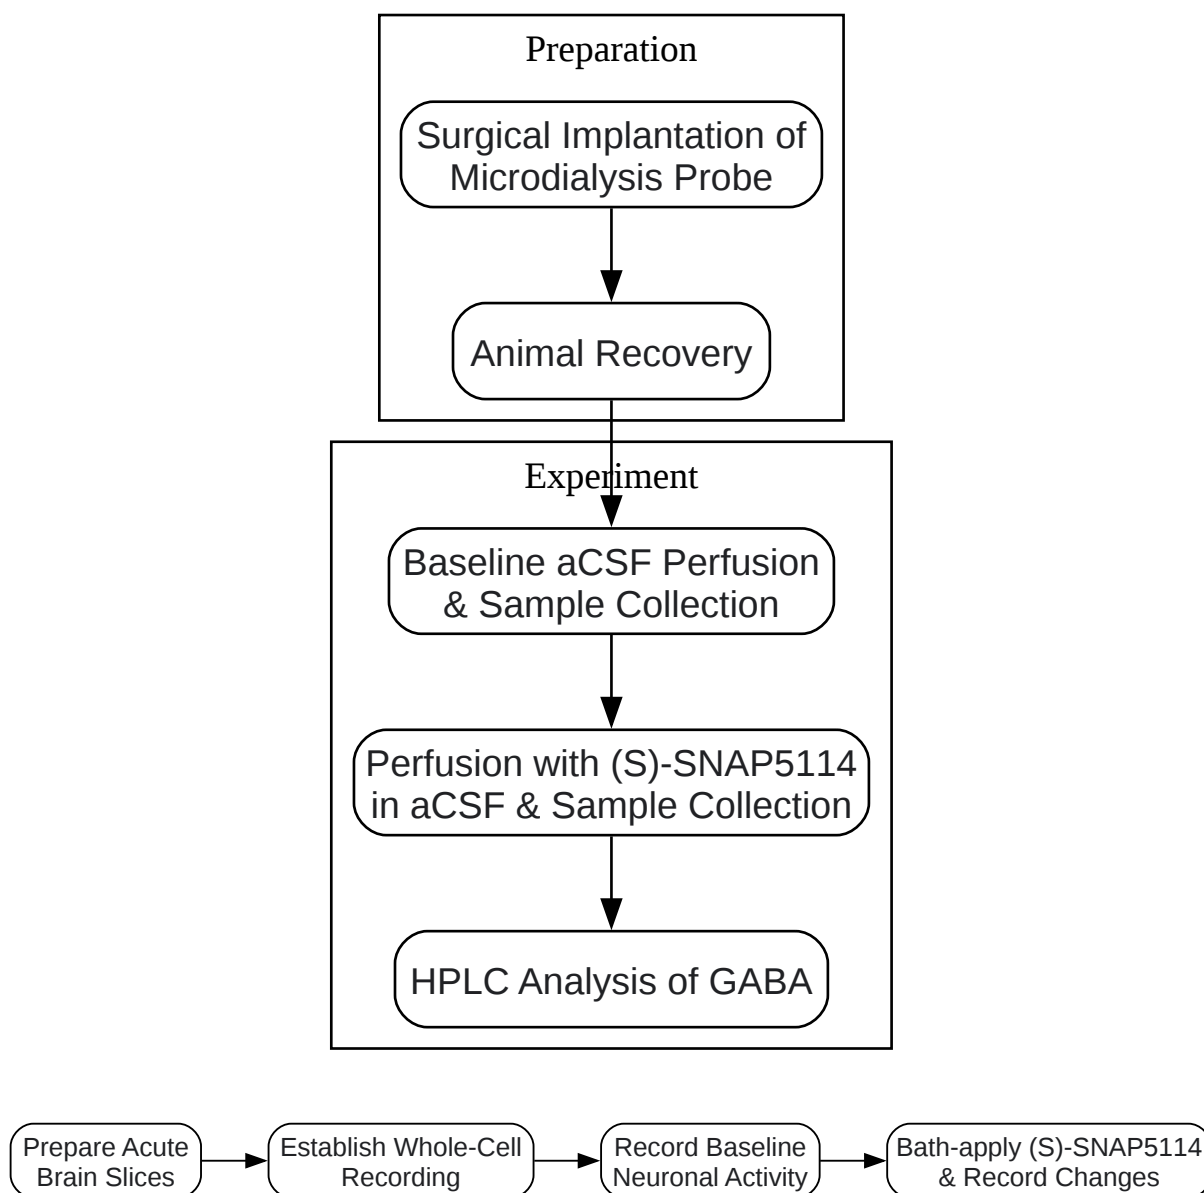 Preparation
Surgical Implantation of
Microdialysis Probe
Animal Recovery
Experiment
Baseline aCSF Perfusion
& Sample Collection
Perfusion with (S)-SNAP5114
in aCSF & Sample Collection
HPLC Analysis of GABA
Prepare Acute
Brain Slices
Establish Whole-Cell
Recording
Record Baseline
Neuronal Activity
Bath-apply (S)-SNAP5114
& Record Changes